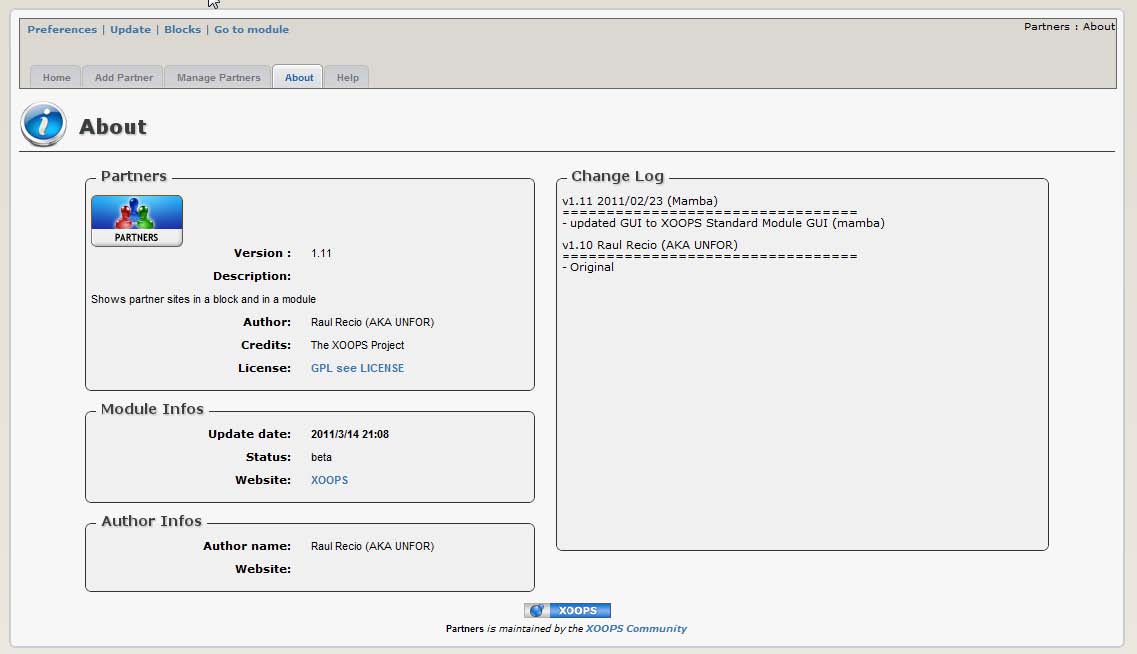 Preferences | Update | Blocks | Go to module
Partners : About
Home Add Partner Manage Partners About Help
About
Partners
PARTNERS
Version : 1.11
Description:
Shows partner sites in a block and in a module
Author: Raul Recio (AKA UNFOR)
Credits: The XOOPS Project
License: GPL see LICENSE
Module Infos
Update date: 2011/3/14 21:08
Status: beta
Website: XOOPS
Author Infos
Author name: Raul Recio (AKA UNFOR)
Website:
Change Log
v1.11 2011/02/23 (Mamba)
=================================
- updated GUI to XOOPS Standard Module GUI (mamba)
v1.10 Raul Recio (AKA UNFOR)
=================================
- Original
XOOPS
Partners is maintained by the XOOPS Community